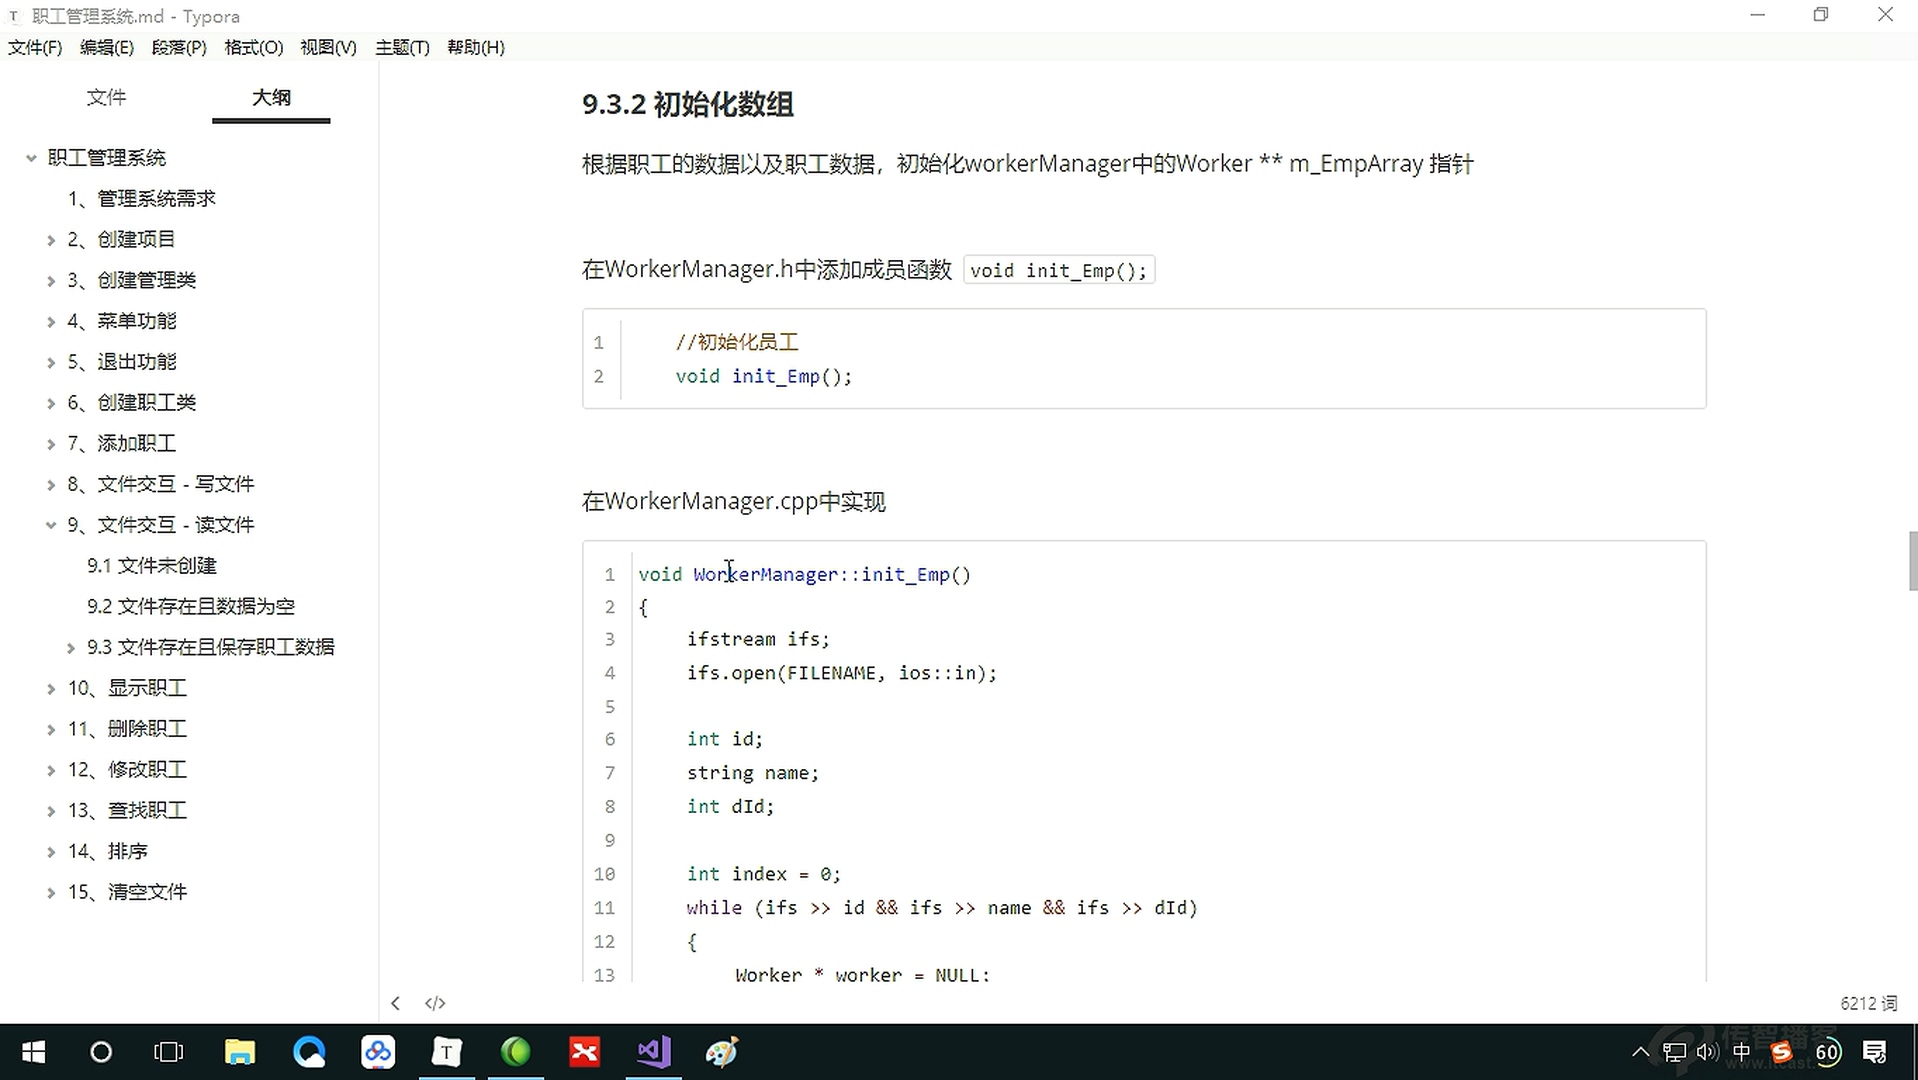 职工管理系统.md - Typora
文件(F) 编辑(E) 段落(P) 格式(O) 视图(V) 主题(T) 帮助(H)
文件 大纲
职工管理系统
1、管理系统需求
2、创建项目
3、创建管理类
4、菜单功能
5、退出功能
6、创建职工类
7、添加职工
8、文件交互 - 写文件
9、文件交互 - 读文件
9.1 文件未创建
9.2 文件存在且数据为空
9.3 文件存在且保存职工数据
10、显示职工
11、删除职工
12、修改职工
13、查找职工
14、排序
15、清空文件
9.3.2 初始化数组
根据职工的数据以及职工数据，初始化workerManager中的Worker ** m_EmpArray 指针
在WorkerManager.h中添加成员函数 void init_Emp();
1 //初始化员工
2 void init_Emp();
在WorkerManager.cpp中实现
1 void WorkerManager::init_Emp()
2 {
3 ifstream ifs;
4 ifs.open(FILENAME, ios::in);
5
6 int id;
7 string name;
8 int dId;
9
10 int index = 0;
11 while (ifs >> id && ifs >> name && ifs >> dId)
12 {
13 Worker * worker = NULL;
</> 6212 词
中 60
传智播客